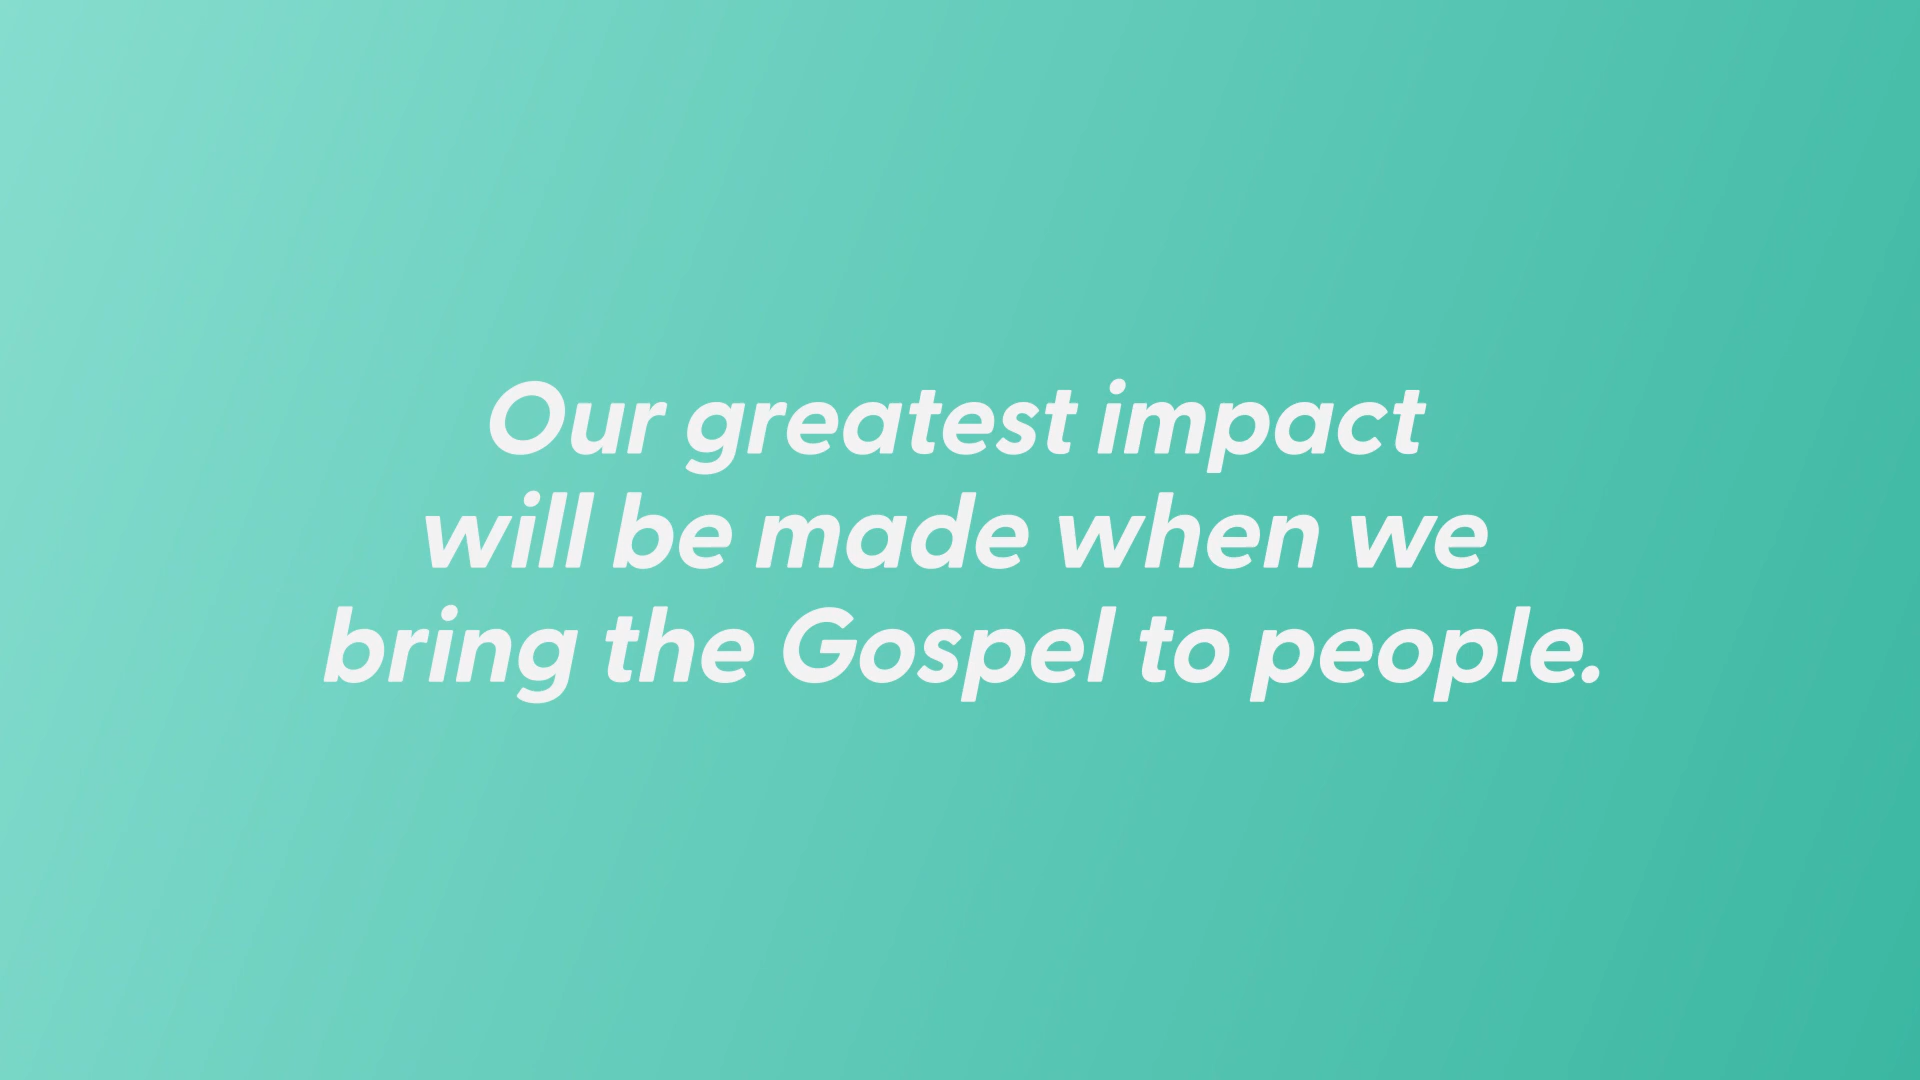 Our greatest impact
will be made when we
bring the Gospel to people.